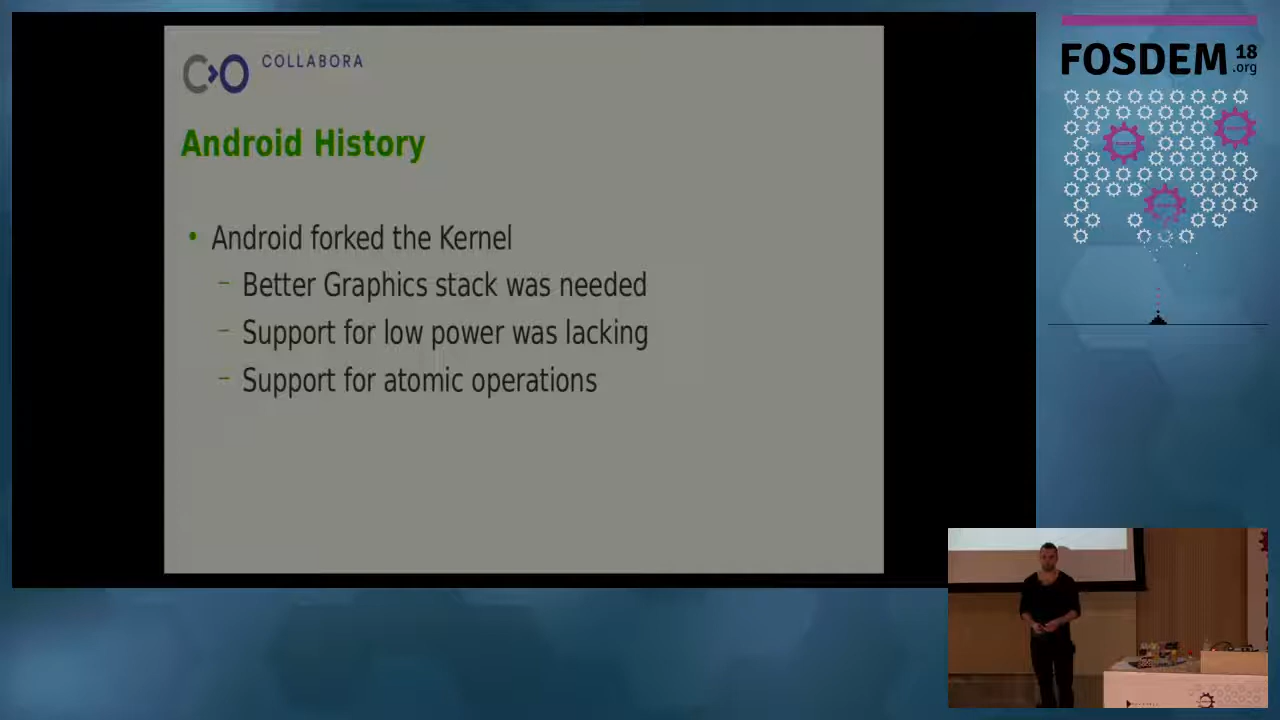 COLLABORA
Android History
• Android forked the Kernel
– Better Graphics stack was needed
– Support for low power was lacking
– Support for atomic operations
FOSDEM 18
.org